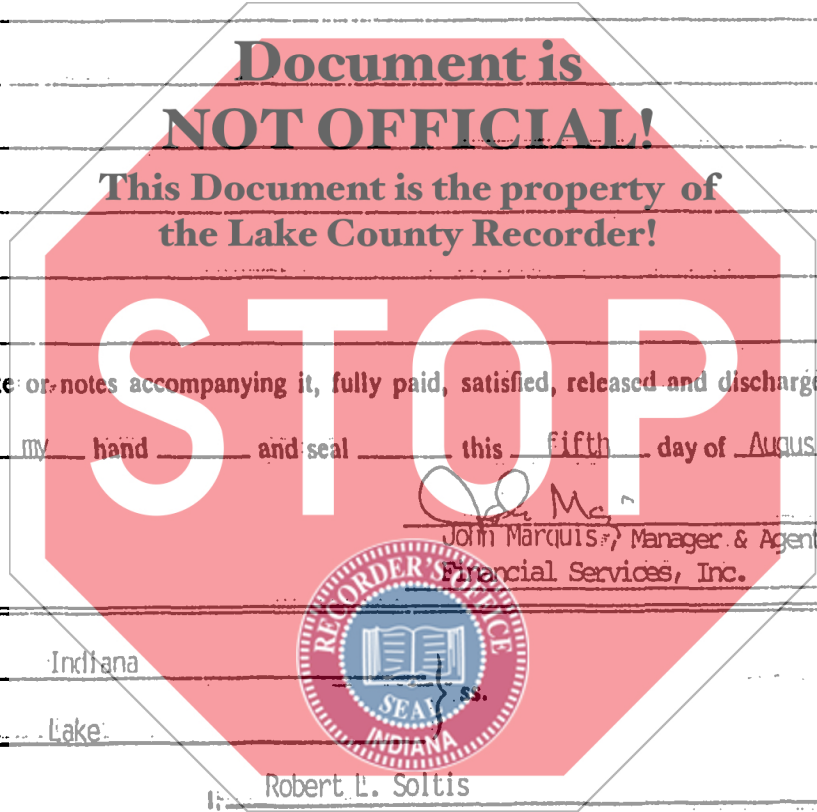 Document is
NOT OFFICIAL!
This Document is the property of
the Lake County Recorder!
STOP
or notes accompanying it, fully paid, satisfied, released and discharge
my hand and seal this fifth day of Augus
John Marquis, Manager & Agent
Financial Services, Inc.
RECORDER'S OFFICE
SEAL
INDIANA
Indiana
ss.
Lake
I, Robert L. Soltis